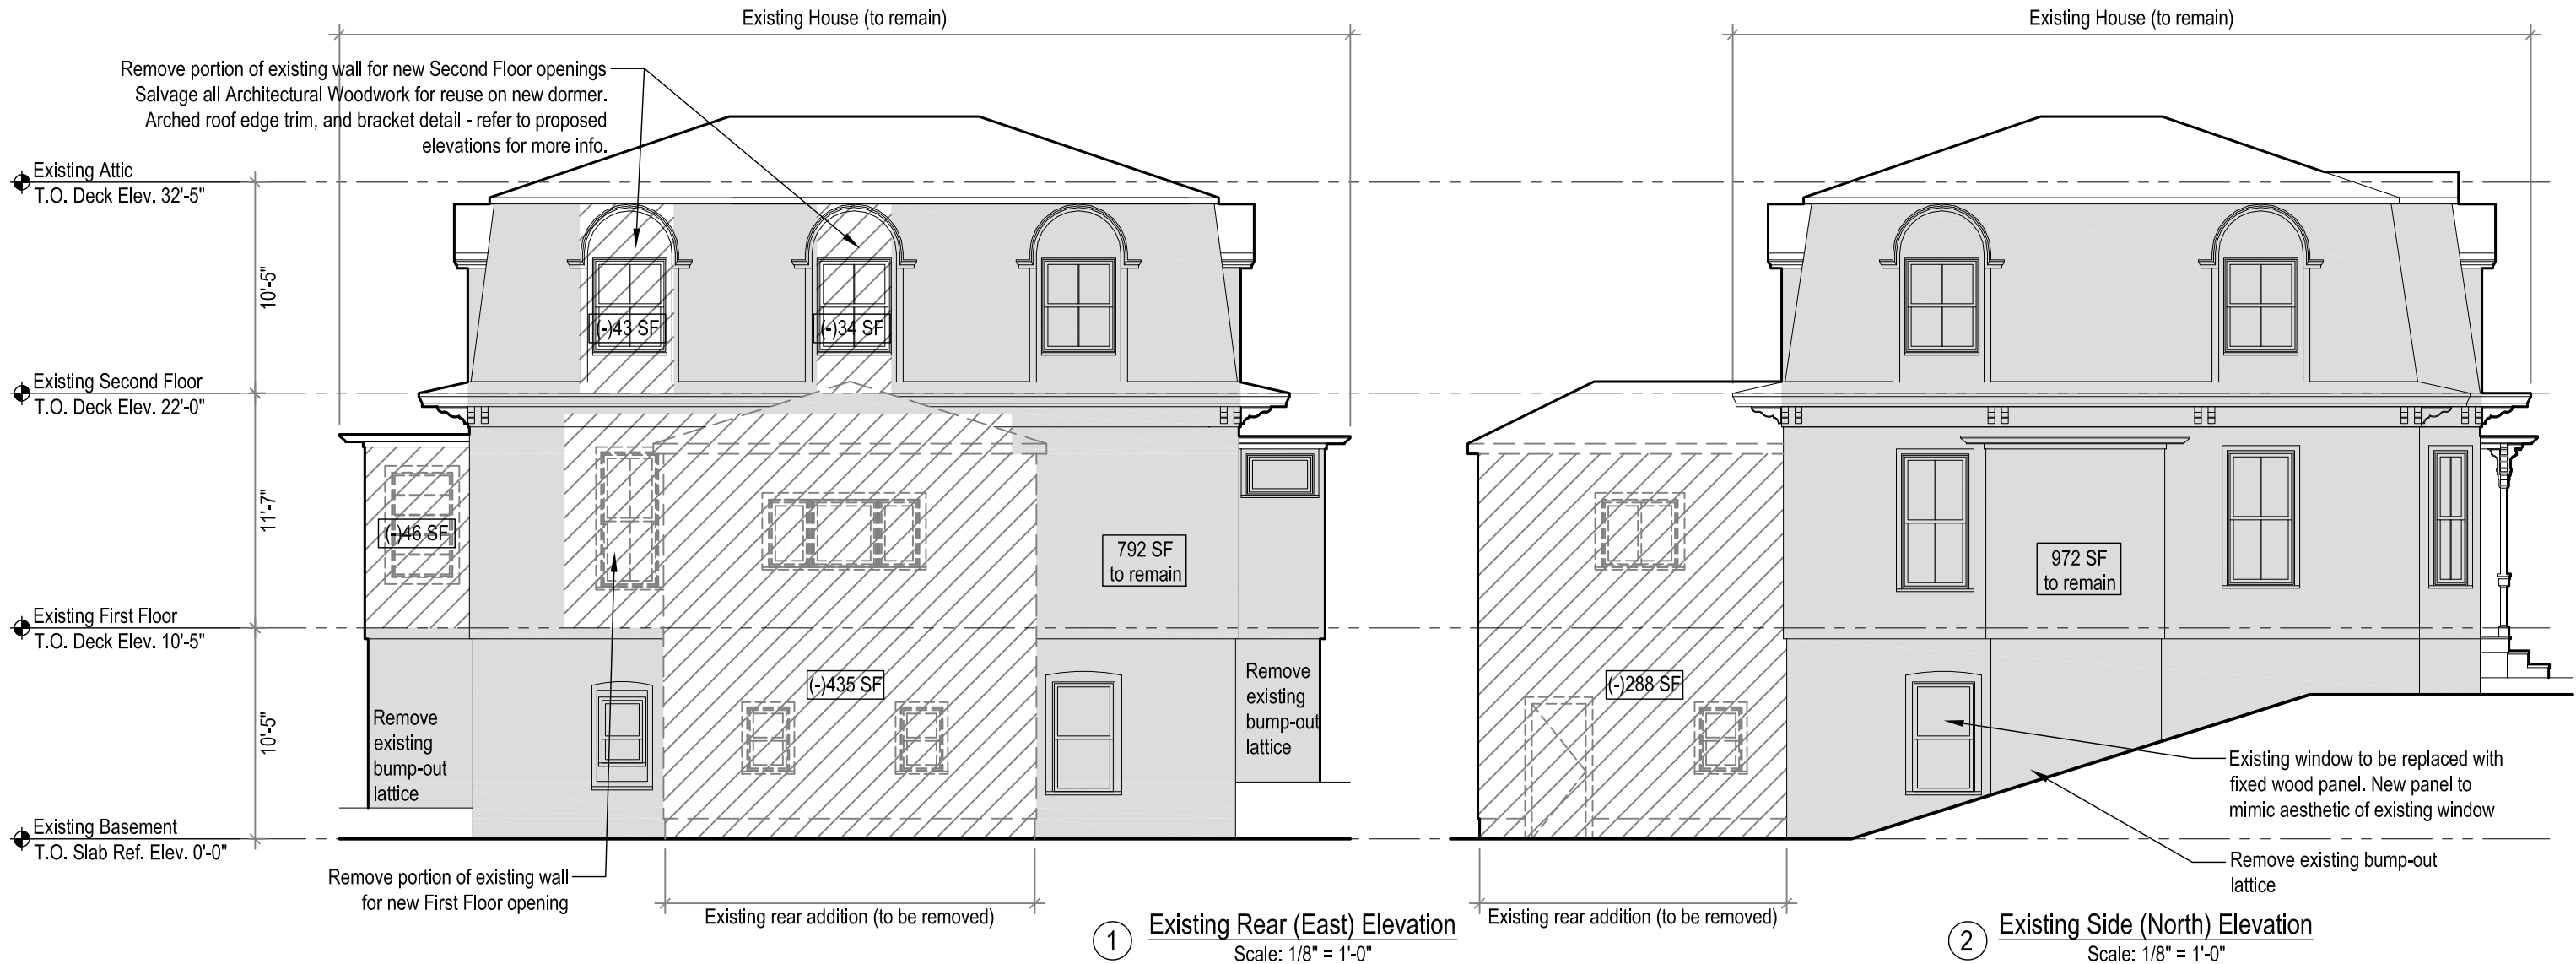 Existing House (to remain)
Existing House (to remain)
Remove portion of existing wall for new Second Floor openings
Salvage all Architectural Woodwork for reuse on new dormer.
Arched roof edge trim, and bracket detail - refer to proposed
elevations for more info.
Existing Attic
T.O. Deck Elev. 32'-5"
10'-5"
(-)43 SF
(-)34 SF
Existing Second Floor
T.O. Deck Elev. 22'-0"
11'-7"
(-)46 SF
792 SF
to remain
972 SF
to remain
Existing First Floor
T.O. Deck Elev. 10'-5"
10'-5"
Remove
existing
bump-out
lattice
(-)435 SF
Remove
existing
bump-out
lattice
(-)288 SF
Existing window to be replaced with
fixed wood panel. New panel to
mimic aesthetic of existing window
Existing Basement
T.O. Slab Ref. Elev. 0'-0"
Remove existing bump-out
lattice
Remove portion of existing wall
for new First Floor opening
Existing rear addition (to be removed)
Existing rear addition (to be removed)
1
Existing Rear (East) Elevation
Scale: 1/8" = 1'-0"
2
Existing Side (North) Elevation
Scale: 1/8" = 1'-0"